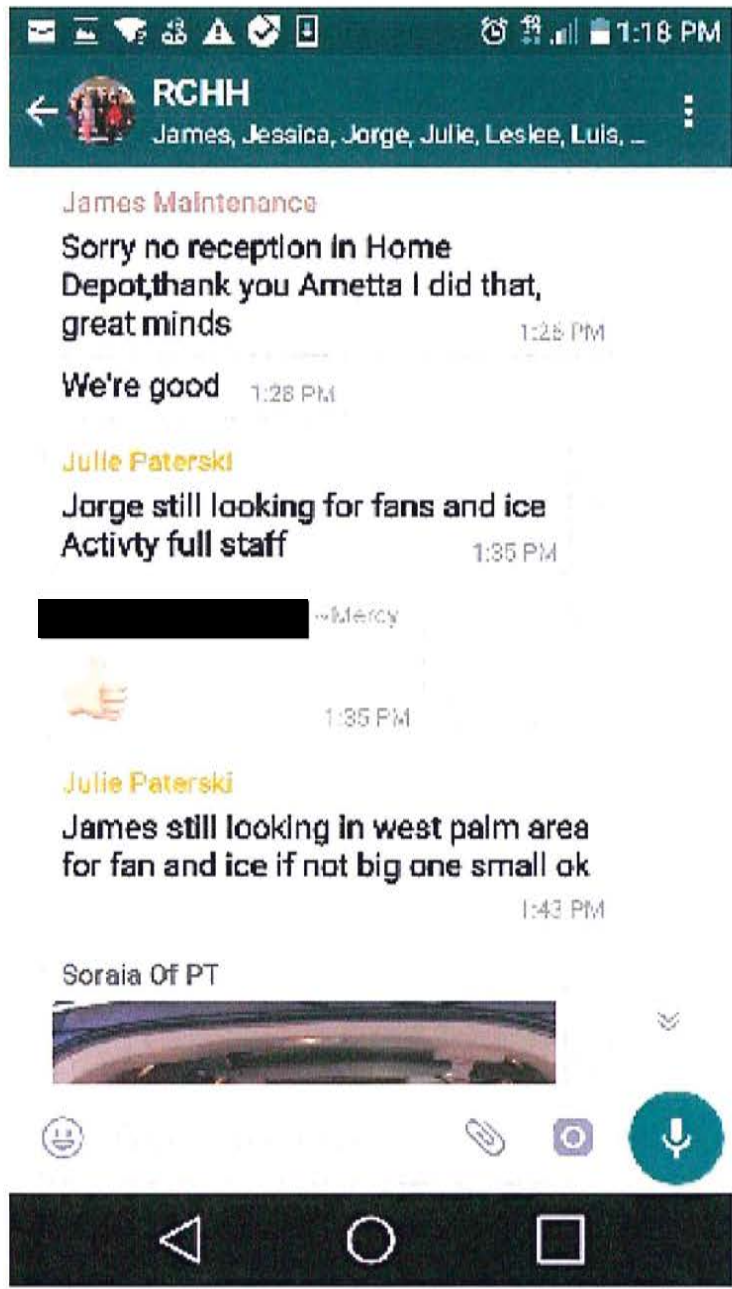 1:18 PM
RCHH
James, Jessica, Jorge, Julie, Leslee, Luis, ...
James Maintenance
Sorry no reception in Home
Depot,thank you Arnetta I did that,
great minds
1:26 PM
We're good 1:28 PM
Julie Paterski
Jorge still looking for fans and ice
Activty full staff
1:35 PM
~Mercy
1:35 PM
Julie Paterski
James still looking in west palm area
for fan and ice if not big one small ok
1:43 PM
Soraia Of PT